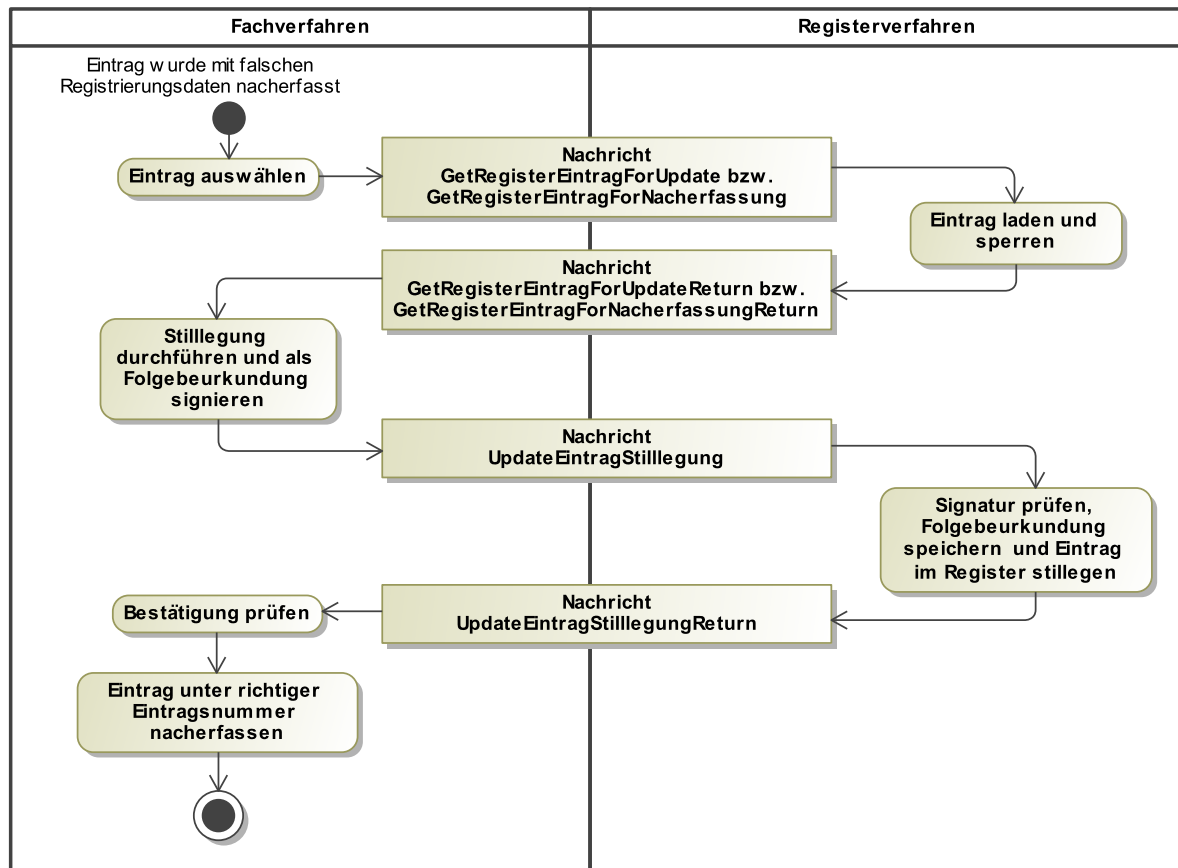 Fachverfahren
Registerverfahren
Eintrag wurde mit falschen
Registrierungsdaten nacherfasst
Eintrag auswählen
Nachricht
GetRegisterEintragForUpdate bzw.
GetRegisterEintragForNacherfassung
Eintrag laden und
sperren
Nachricht
GetRegisterEintragForUpdateReturn bzw.
GetRegisterEintragForNacherfassungReturn
Stilllegung
durchführen und als
Folgebeurkundung
signieren
Nachricht
UpdateEintragStilllegung
Signatur prüfen,
Folgebeurkundung
speichern und Eintrag
im Register stillegen
Nachricht
UpdateEintragStilllegungReturn
Bestätigung prüfen
Eintrag unter richtiger
Eintragsnummer
nacherfassen